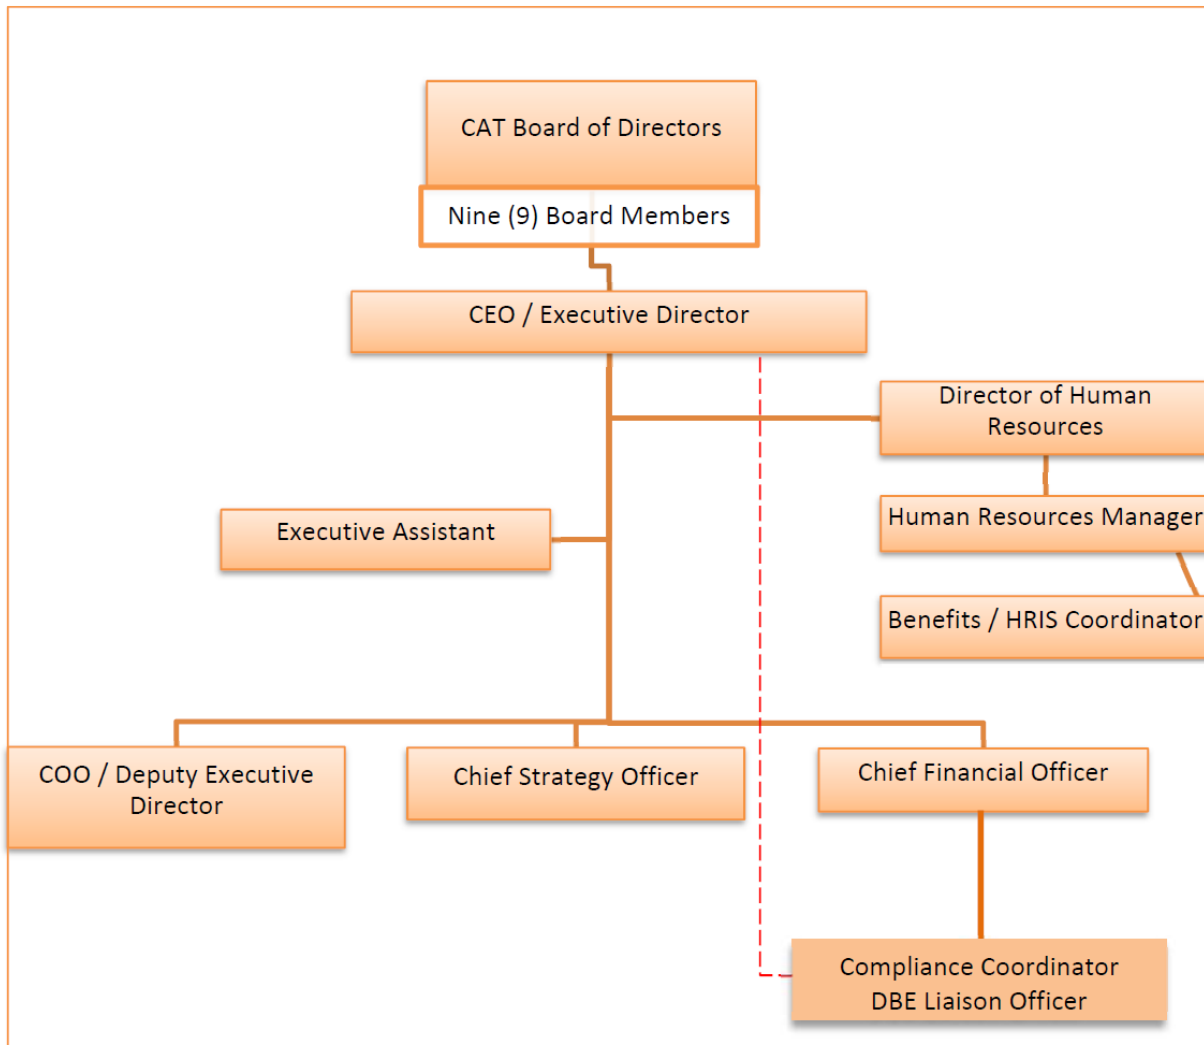 CAT Board of Directors
Nine (9) Board Members
CEO / Executive Director
Director of Human
Resources
Human Resources Manager
Executive Assistant
Benefits / HRIS Coordinator
COO / Deputy Executive
Director
Chief Strategy Officer
Chief Financial Officer
Compliance Coordinator
DBE Liaison Officer